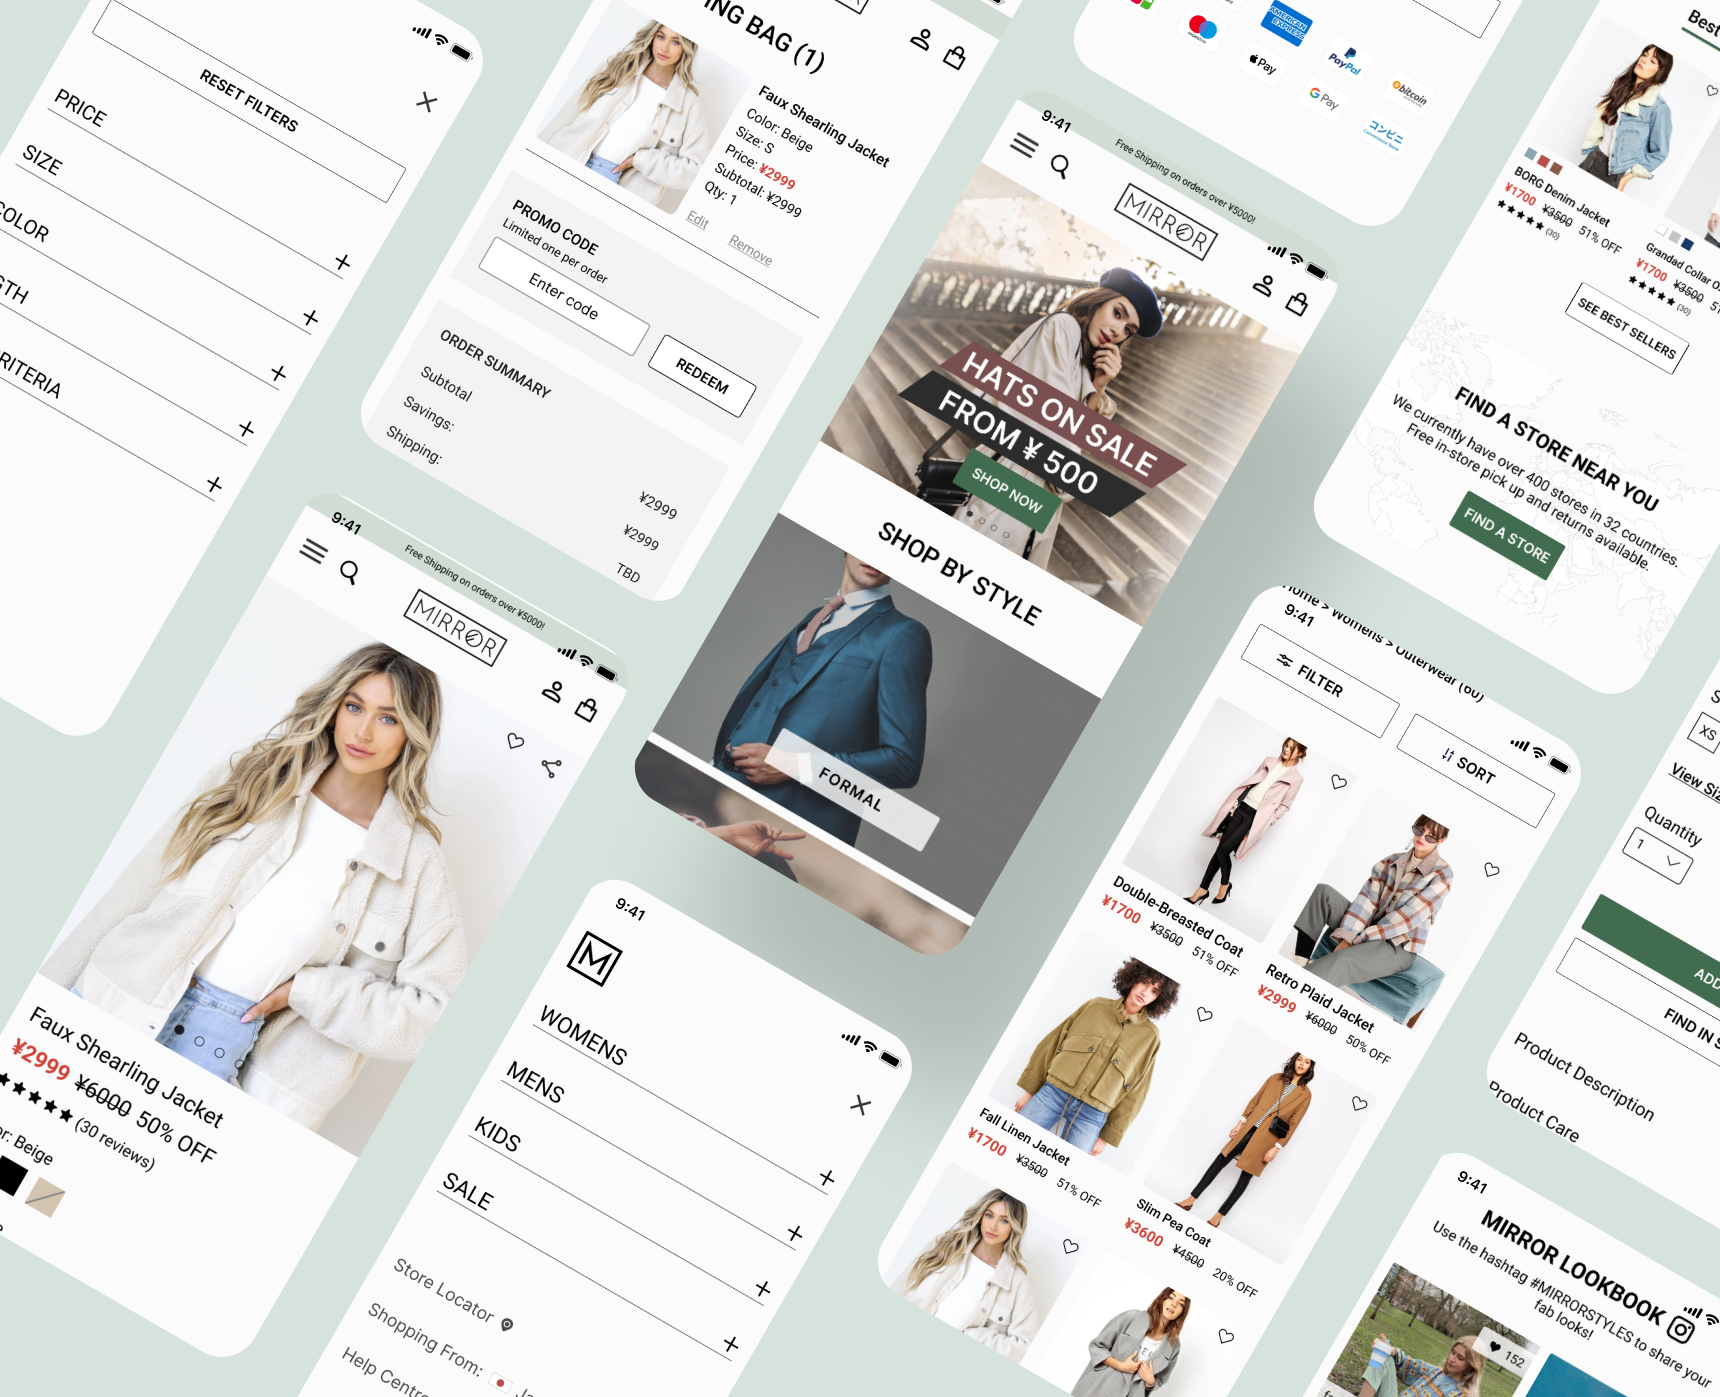 RESET FILTERS
PRICE
SIZE
COLOR
RITERIA
ING BAG (1)
Faux Shearling Jacket
Color: Beige
Size: S
Price: ¥2999
Subtotal: ¥2999
Qty: 1
Edit
Remove
PROMO CODE
Limited one per order
Enter code
REDEEM
ORDER SUMMARY
Subtotal
Savings:
Shipping:
¥2999
¥2999
TBD
maestro
AMERICAN EXPRESS
PayPal
bitcoin
Pay
G Pay
コンビニ
9:41
Free Shipping on orders over ¥5000!
MIRROR
HATS ON SALE
FROM ¥ 500
SHOP NOW
SHOP BY STYLE
FORMAL
Best
BORG Denim Jacket
¥1700 ¥3500 51% OFF
(30)
Grandad Collar
¥1700 ¥3500
(30)
SEE BEST SELLERS
FIND A STORE NEAR YOU
We currently have over 400 stores in 32 countries.
Free in-store pick up and returns available.
FIND A STORE
9:41
Free Shipping on orders over ¥5000!
MIRROR
Faux Shearling Jacket
¥2999 ¥6000 50% OFF
(30 reviews)
or: Beige
9:41
M
WOMENS
MENS
KIDS
SALE
Store Locator
Shopping From:
Help Centr
Home > Womens > Outerwear (60)
9:41
FILTER
SORT
Double-Breasted Coat
¥1700 ¥3500 51% OFF
Retro Plaid Jacket
¥2999 ¥6000 50% OFF
Fall Linen Jacket
¥1700 ¥3500 51% OFF
Slim Pea Coat
¥3600 ¥4500 20% OFF
XS
View Siz
Quantity
1
ADD
FIND IN S
Product Description
Product Care
9:41
MIRROR LOOKBOOK
Use the hashtag #MIRRORSTYLES to share your
fab looks!
152